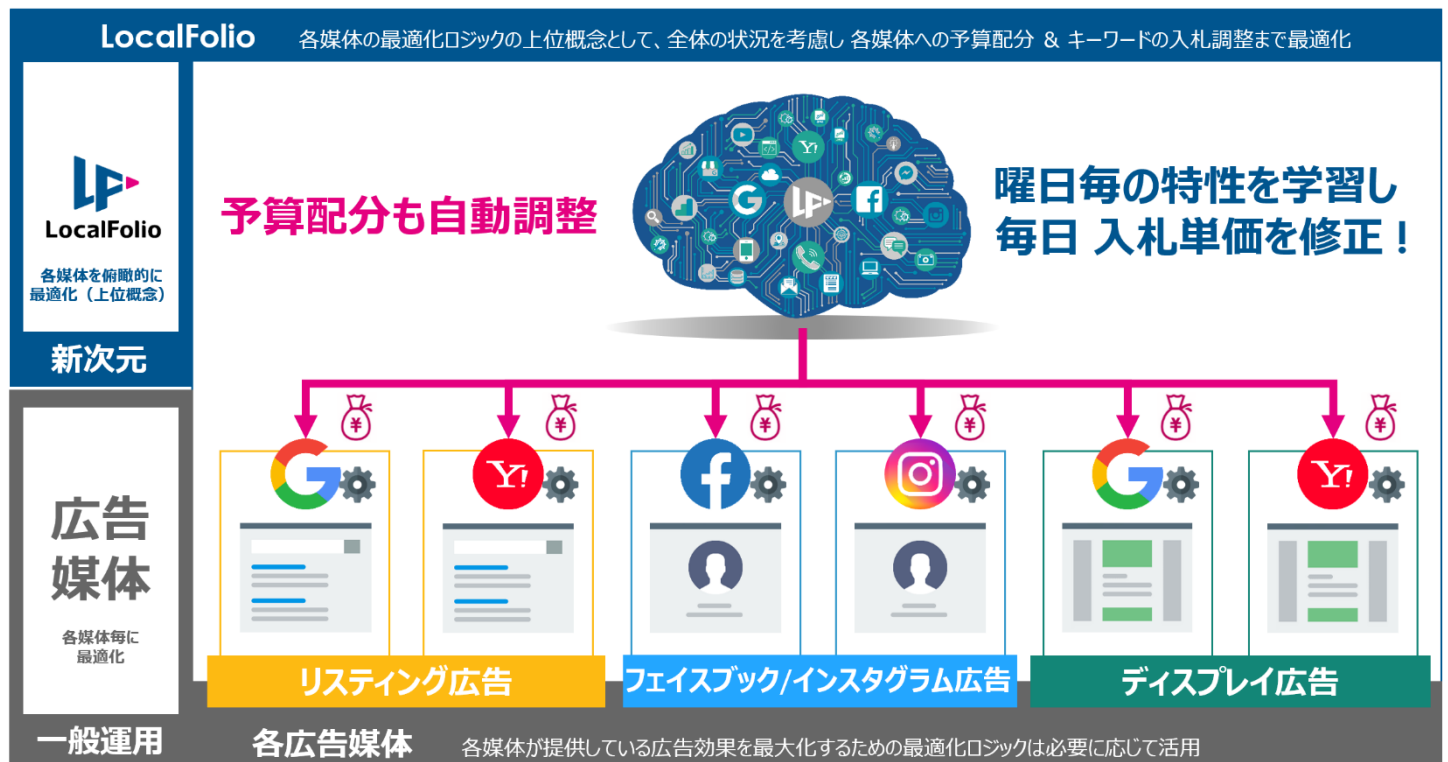 LocalFolio 各媒体の最適化ロジックの上位概念として、全体の状況を考慮し 各媒体への予算配分 & キーワードの入札調整まで最適化
LocalFolio
各媒体を俯瞰的に
最適化（上位概念）
新次元
予算配分も自動調整
曜日毎の特性を学習し
毎日 入札単価を修正！
広告
媒体
各媒体毎に
最適化
一般運用
リスティング広告
フェイスブック/インスタグラム広告
ディスプレイ広告
各広告媒体 各媒体が提供している広告効果を最大化するための最適化ロジックは必要に応じて活用